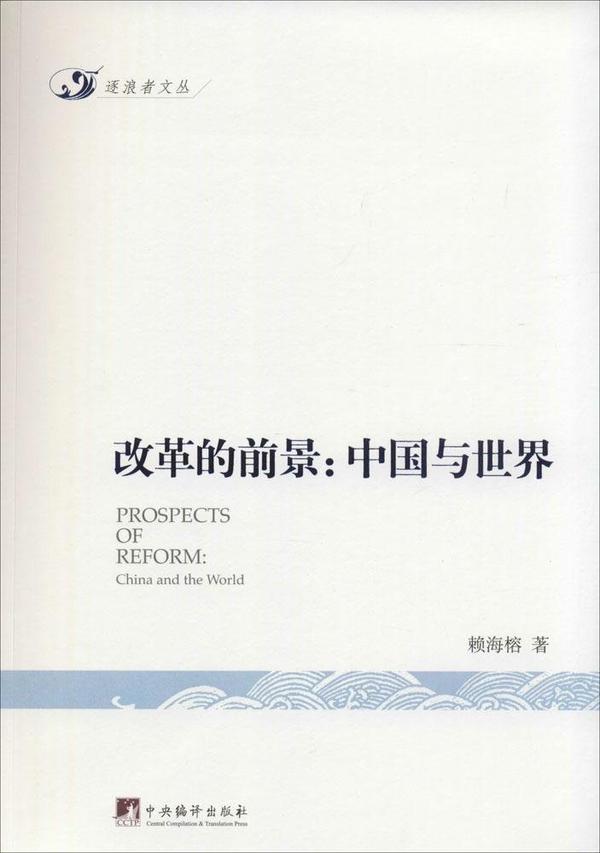 逐浪者文丛
改革的前景：中国与世界
PROSPECTS
OF
REFORM:
China and the World
赖海榕 著
CCTP
中央编译出版社
Central Compilation & Translation Press